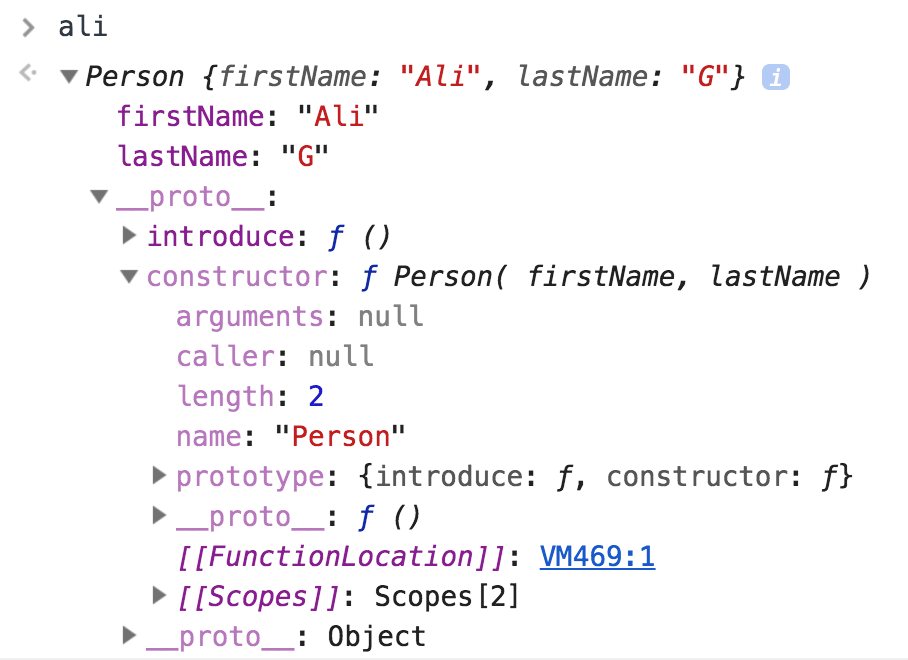 > ali
Person {firstName: "Ali", lastName: "G"} i
firstName: "Ali"
lastName: "G"
__proto__:
introduce: ƒ ()
constructor: ƒ Person( firstName, lastName )
arguments: null
caller: null
length: 2
name: "Person"
prototype: {introduce: ƒ, constructor: ƒ}
__proto__: ƒ ()
[[FunctionLocation]]: VM469:1
[[Scopes]]: Scopes[2]
__proto__: Object